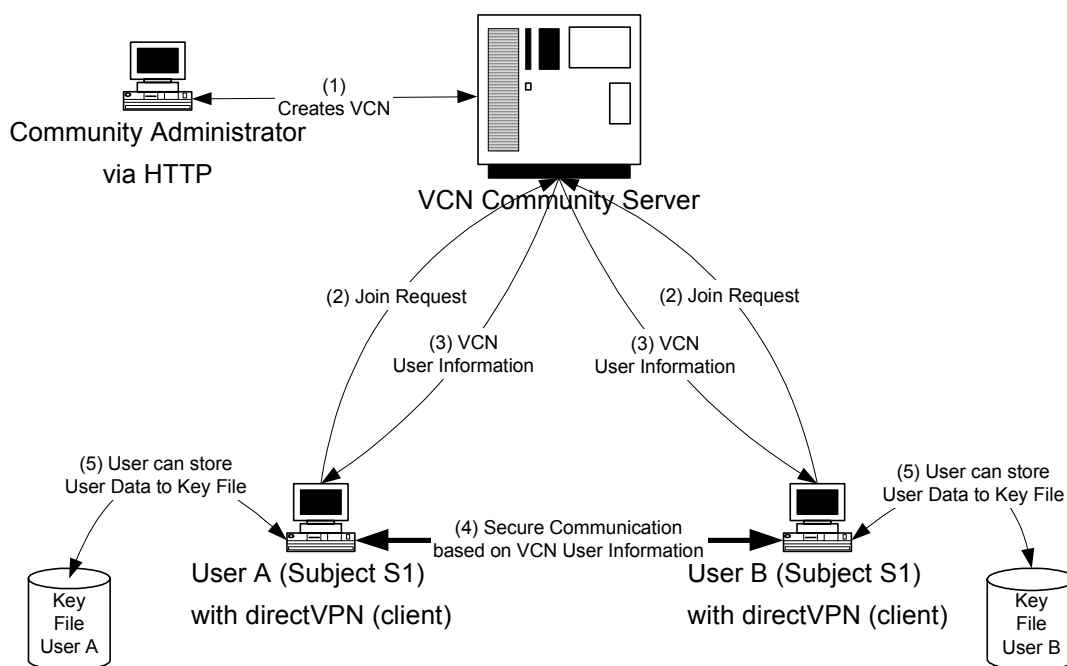 (1)
Creates VCN
Community Administrator
via HTTP
VCN Community Server
(2) Join Request
(2) Join Request
(3) VCN
User Information
(3) VCN
User Information
(5) User can store
User Data to Key File
(5) User can store
User Data to Key File
(4) Secure Communication
based on VCN User Information
User A (Subject S1)
with directVPN (client)
User B (Subject S1)
with directVPN (client)
Key
File
User A
Key
File
User B